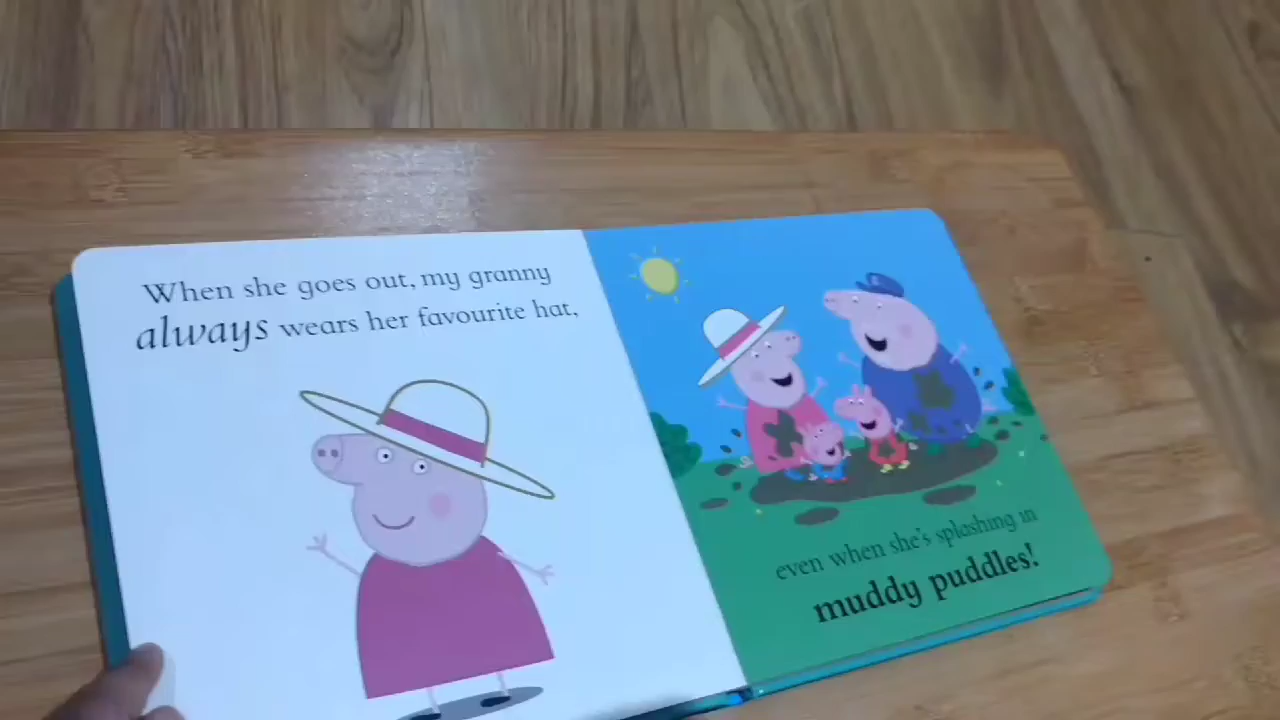 When she goes out, my granny
always wears her favourite hat,
even when she's splashing in
muddy puddles!